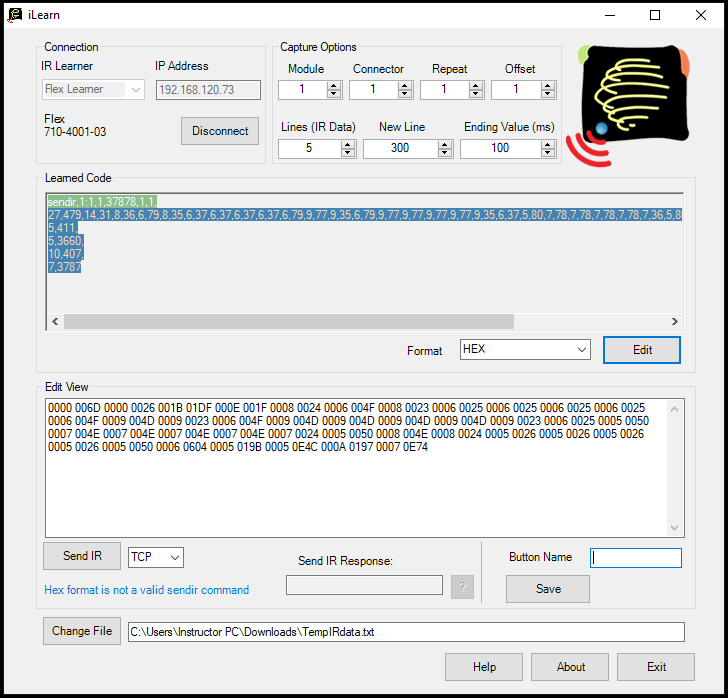 iLearn
Connection
IR Learner
IP Address
Flex Learner
192.168.120.73
Flex
710-4001-03
Disconnect
Capture Options
Module
Connector
Repeat
Offset
1
1
1
1
Lines (IR Data)
New Line
Ending Value (ms)
5
300
100
Learned Code
sendir,1:1,1,37878,1,1,
27,479,14,31,8,36,6,79,8,35,6,37,6,37,6,37,6,37,6,79,9,77,9,35,6,79,9,77,9,77,9,77,9,77,9,35,6,37,5,80,7,78,7,78,7,78,7,78,7,36,5,8
5,411,
5,3660,
10,407,
7,3787
Format
HEX
Edit
Edit View
0000 006D 0000 0026 001B 01DF 000E 001F 0008 0024 0006 004F 0008 0023 0006 0025 0006 0025 0006 0025 0006 0025
0006 004F 0009 004D 0009 0023 0006 004F 0009 004D 0009 004D 0009 004D 0009 004D 0009 0023 0006 0025 0005 0050
0007 004E 0007 004E 0007 004E 0007 004E 0007 0024 0005 0050 0008 004E 0008 0024 0005 0026 0005 0026 0005 0026
0005 0026 0005 0050 0006 0604 0005 019B 0005 0E4C 000A 0197 0007 0E74
Send IR
TCP
Send IR Response:
?
Button Name
Hex format is not a valid sendir command
Save
Change File
C:\Users\Instructor PC\Downloads\TempIRdata.txt
Help
About
Exit